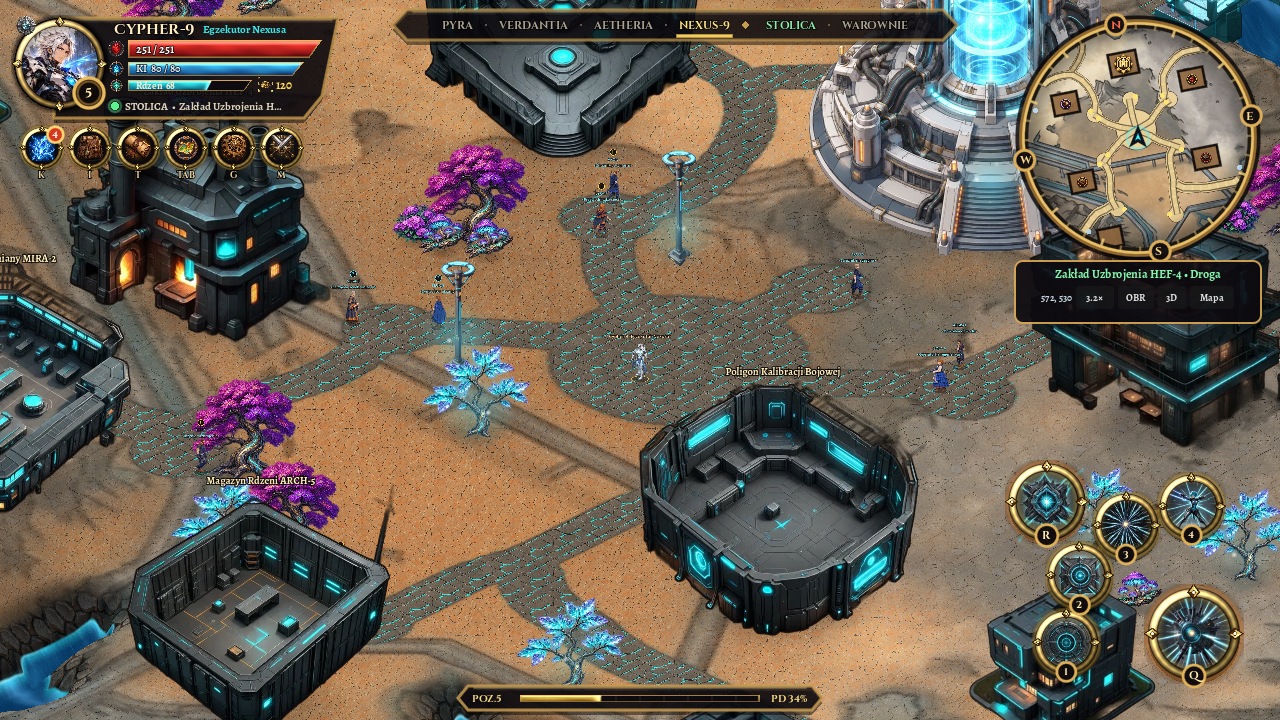 PYRA · VERDANTIA · AETHERIA · NEXUS-9 ◆ STOLICA WAROWNIE
CYPHER-9 Egzekutor Nexusa
251 / 251
KI 80 / 80
Rdzeń 68
120
5
STOLICA • Zakład Uzbrojenia H...
4
K I T TAB G M
N
E
W
S
Zakład Uzbrojenia HEF-4 • Droga
572, 530 3.2× OBR 3D Mapa
miany MIRA-2
Poligon Kalibracji Bojowej
Magazyn Rdzeni ARCH-5
R
3
4
2
1
Q
POZ.5 PD 34%